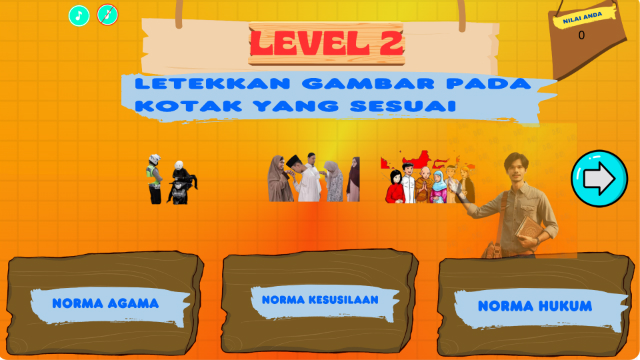 LEVEL 2
NILAI ANDA
0
LETEKKAN GAMBAR PADA
KOTAK YANG SESUAI
NORMA AGAMA
NORMA KESUSILAAN
NORMA HUKUM